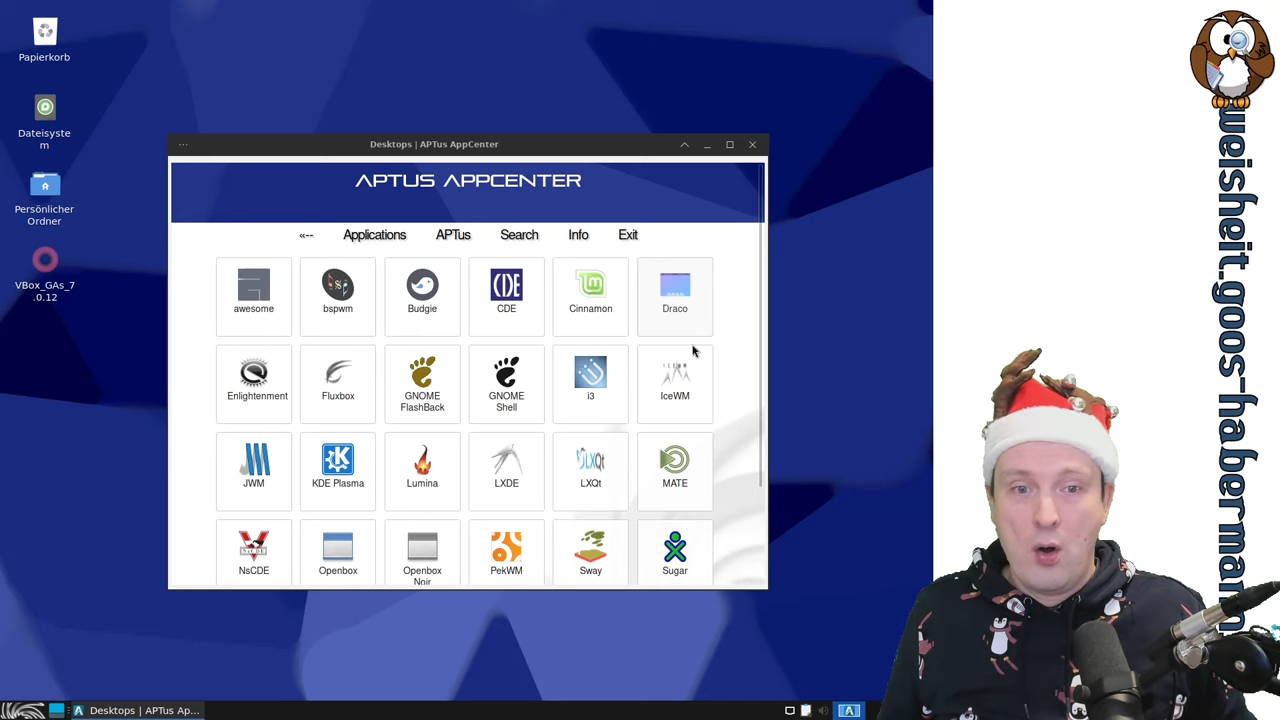 Papierkorb
Dateisyste
m
Persönlicher
Ordner
VBox_GAs_7
.0.12
Desktops | APTus AppCenter
APTUS APPCENTER
«-- Applications APTus Search Info Exit
awesome bspwm Budgie CDE Cinnamon Draco
Enlightenment Fluxbox GNOME FlashBack GNOME Shell i3 IceWM
JWM KDE Plasma Lumina LXDE LXQt MATE
NsCDE Openbox Openbox Noir PekWM Sway Sugar
Desktops | APTus Ap...
weisheit.goos-habermann